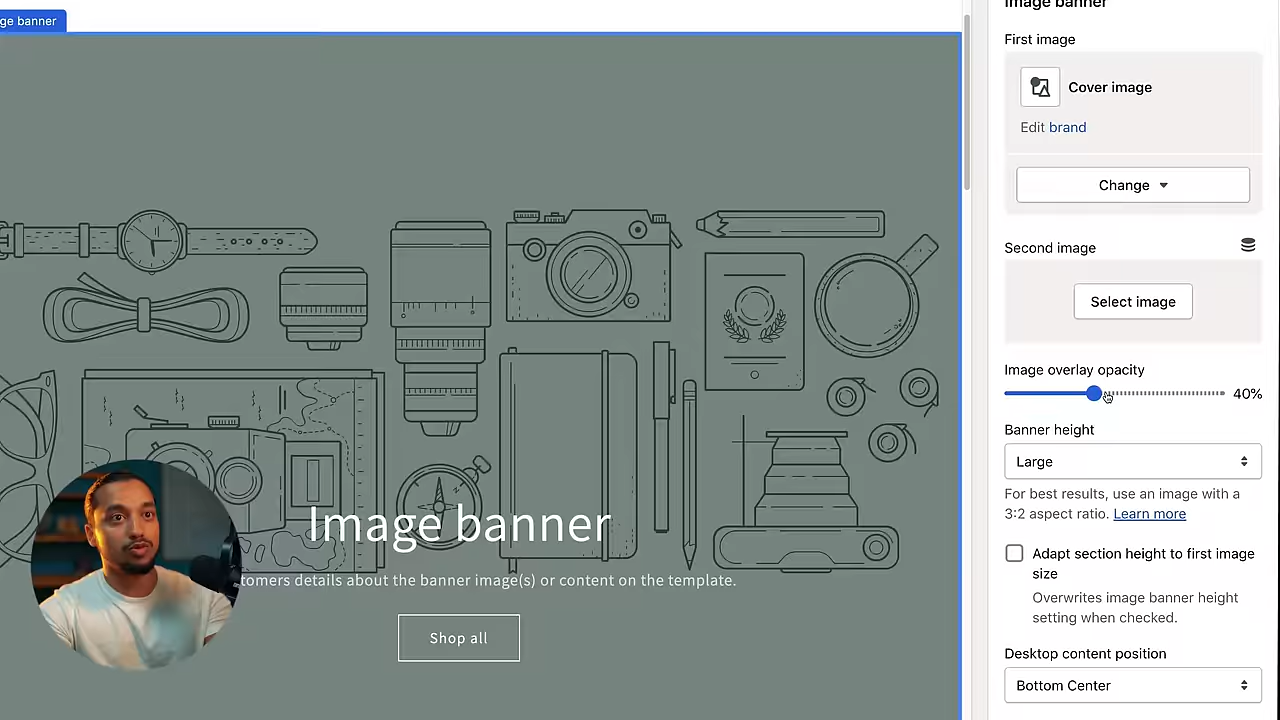 ge banner
Image banner
tomers details about the banner image(s) or content on the template.
Shop all
Image banner
First image
Cover image
Edit brand
Change
Second image
Select image
Image overlay opacity
40%
Banner height
Large
For best results, use an image with a
3:2 aspect ratio. Learn more
Adapt section height to first image
size
Overwrites image banner height
setting when checked.
Desktop content position
Bottom Center